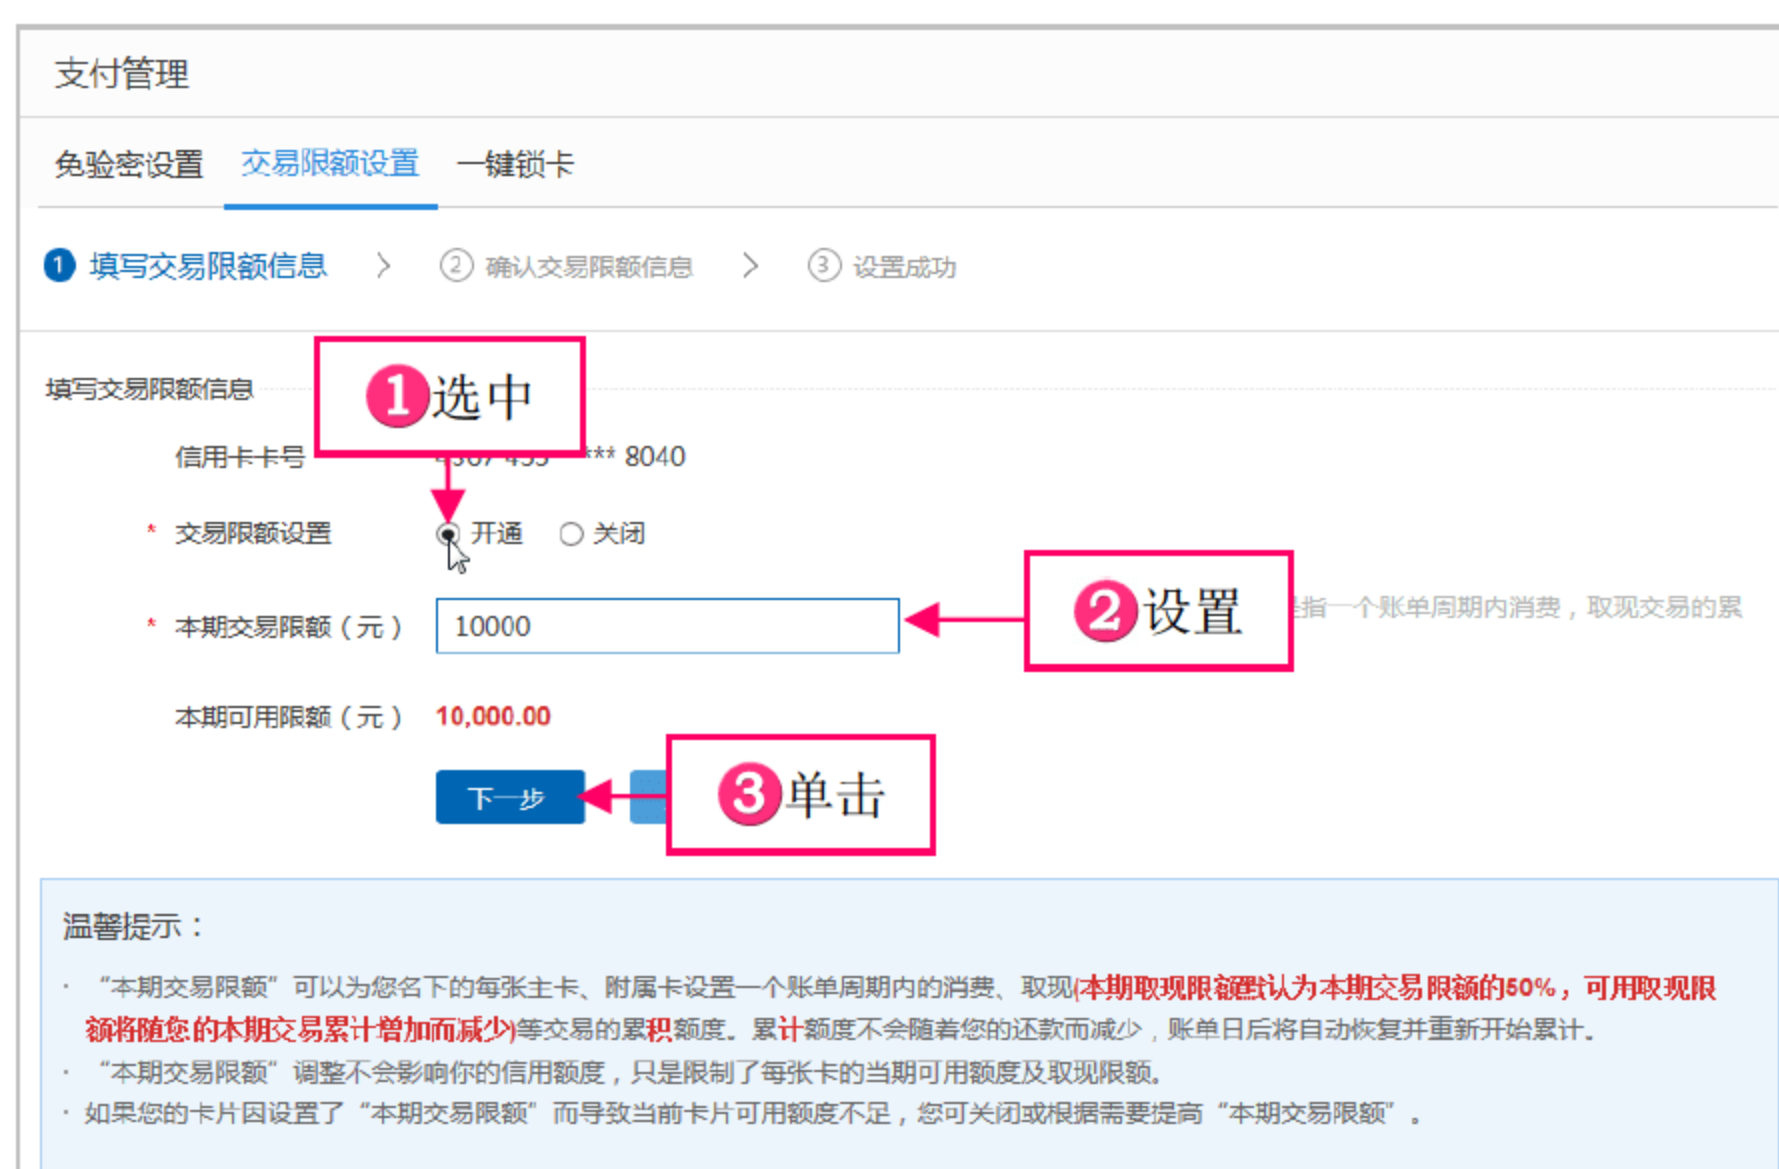 支付管理
免验密设置 交易限额设置 一键锁卡
1 填写交易限额信息 > 2 确认交易限额信息 > 3 设置成功
填写交易限额信息
1选中
信用卡卡号 *** 8040
* 交易限额设置 开通 关闭
* 本期交易限额（元） 10000
2设置
指一个账单周期内消费，取现交易的累
本期可用限额（元） 10,000.00
下一步
3单击
温馨提示：
· “本期交易限额”可以为您名下的每张主卡、附属卡设置一个账单周期内的消费、取现(本期取现限额默认为本期交易限额的50%，可用取现限
额将随您的本期交易累计增加而减少)等交易的累积额度。累计额度不会随着您的还款而减少，账单日后将自动恢复并重新开始累计。
· “本期交易限额”调整不会影响你的信用额度，只是限制了每张卡的当期可用额度及取现限额。
· 如果您的卡片因设置了“本期交易限额”而导致当前卡片可用额度不足，您可关闭或根据需要提高“本期交易限额”。